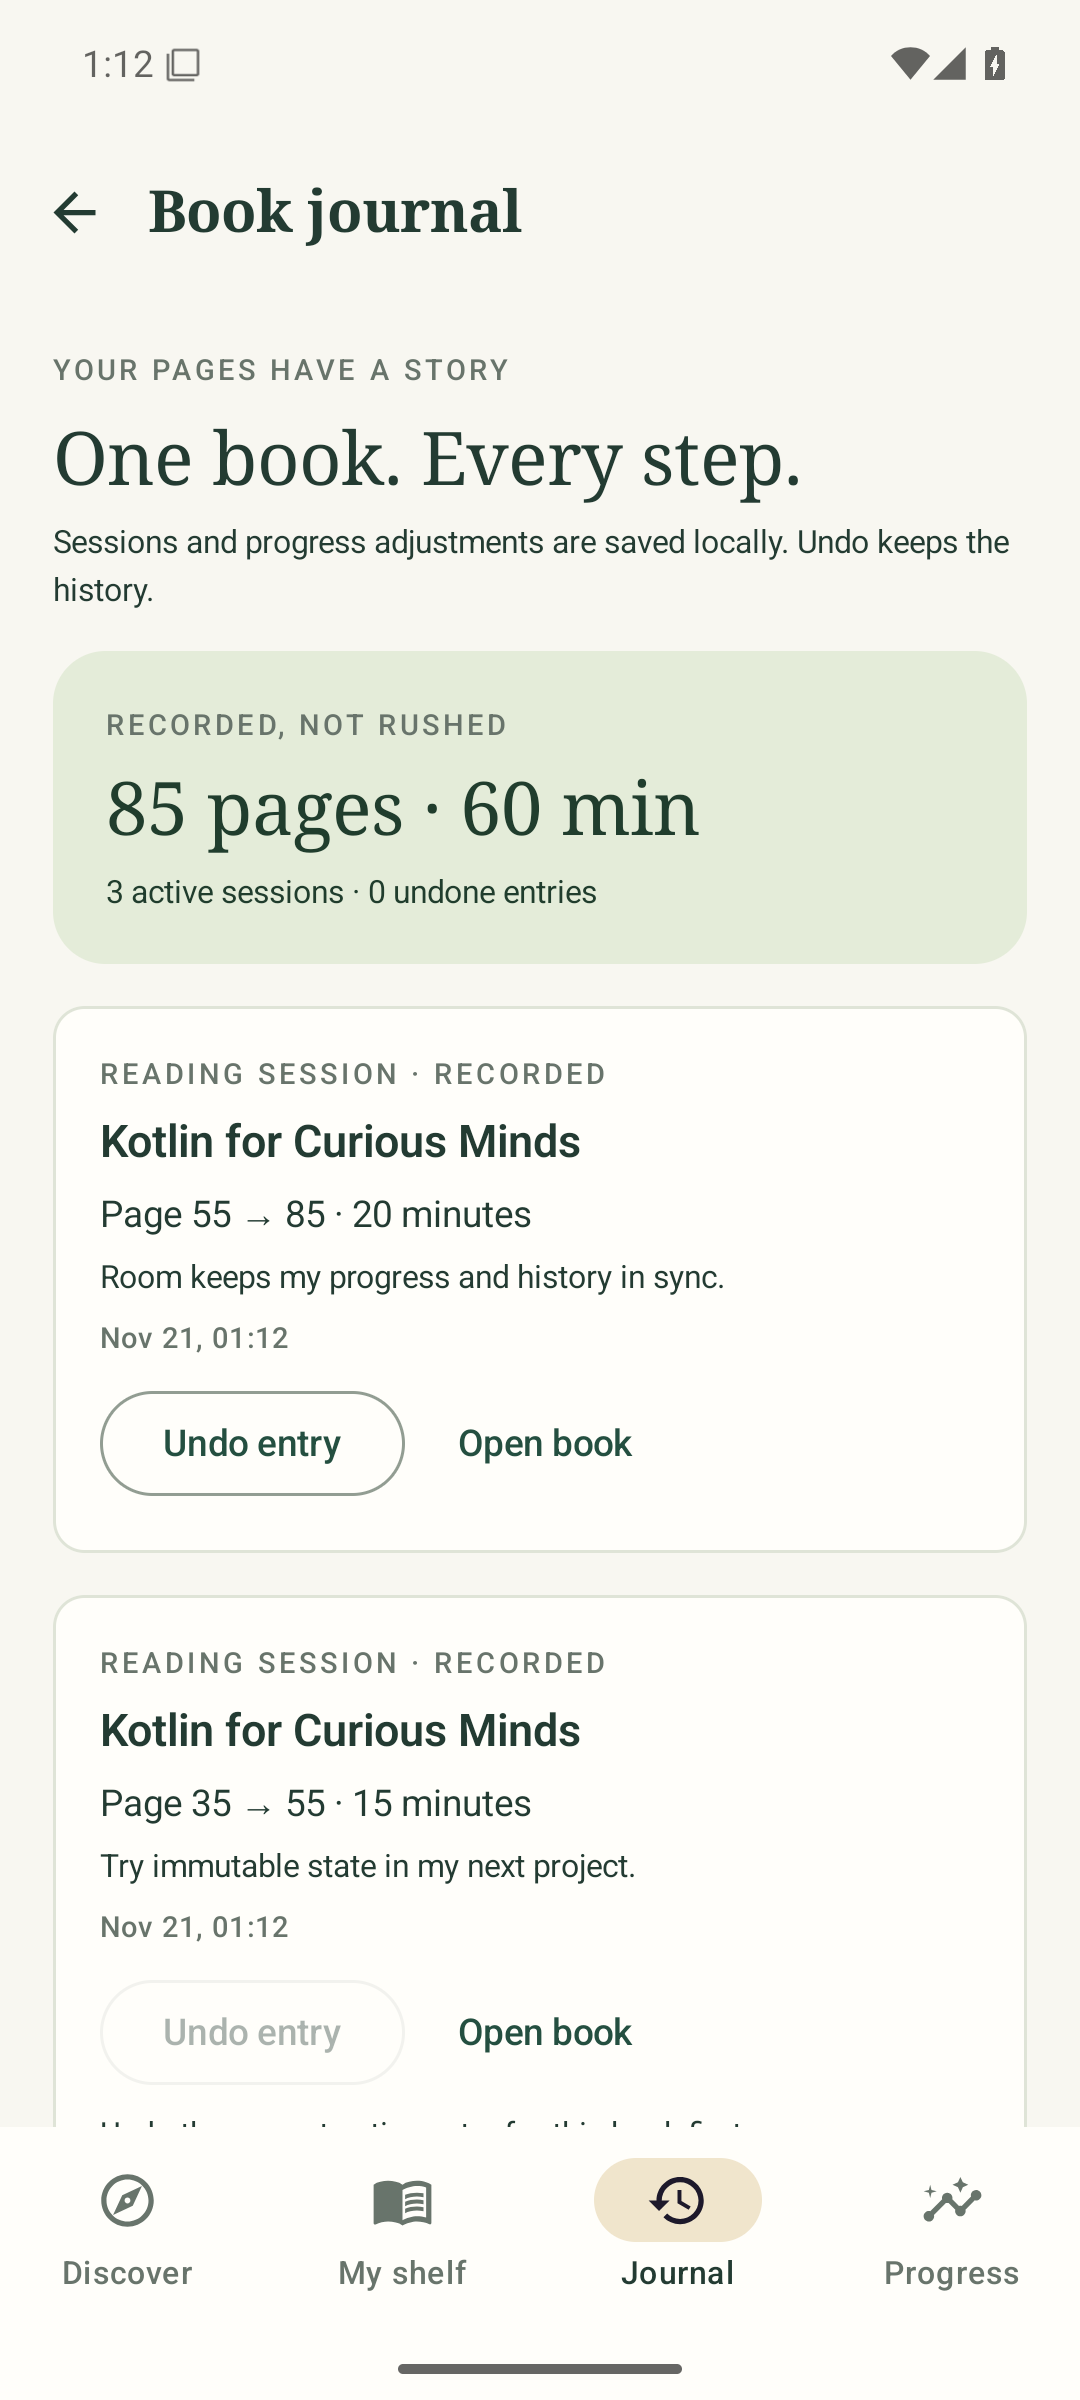 1:12
Book journal
YOUR PAGES HAVE A STORY
One book. Every step.
Sessions and progress adjustments are saved locally. Undo keeps the
history.
RECORDED, NOT RUSHED
85 pages · 60 min
3 active sessions · 0 undone entries
READING SESSION · RECORDED
Kotlin for Curious Minds
Page 55 → 85 · 20 minutes
Room keeps my progress and history in sync.
Nov 21, 01:12
Undo entry Open book
READING SESSION · RECORDED
Kotlin for Curious Minds
Page 35 → 55 · 15 minutes
Try immutable state in my next project.
Nov 21, 01:12
Undo entry Open book
Discover My shelf Journal Progress